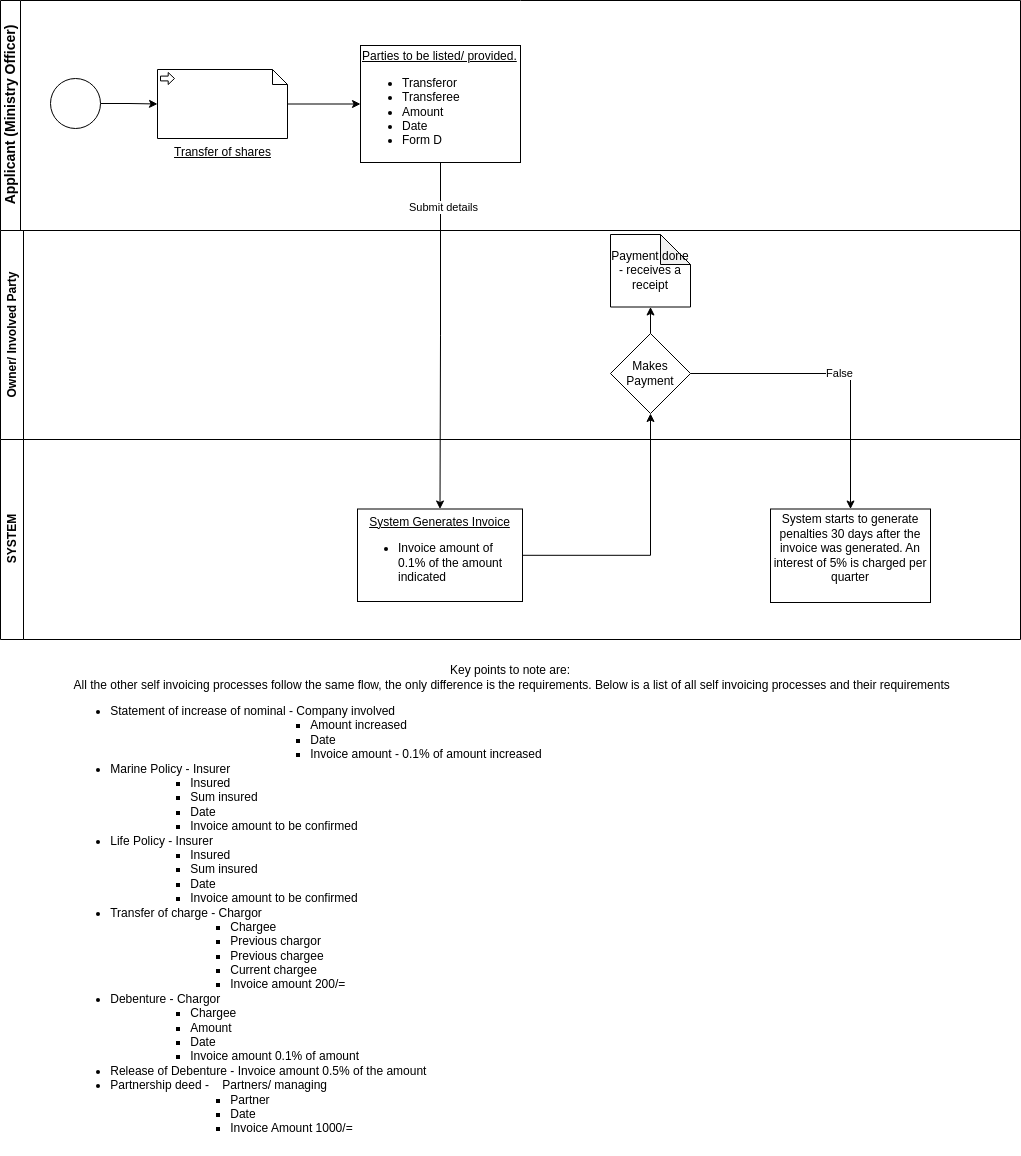 Applicant (Ministry Officer)
Transfer of shares
Parties to be listed/ provided.
Transferor
Transferee
Amount
Date
Form D
Submit details
Owner/ Involved Party
Payment done
- receives a
receipt
Makes
Payment
False
SYSTEM
System Generates Invoice
Invoice amount of
0.1% of the amount
indicated
System starts to generate
penalties 30 days after the
invoice was generated. An
interest of 5% is charged per
quarter
Key points to note are:
All the other self invoicing processes follow the same flow, the only difference is the requirements. Below is a list of all self invoicing processes and their requirements
Statement of increase of nominal - Company involved
Amount increased
Date
Invoice amount - 0.1% of amount increased
Marine Policy - Insurer
Insured
Sum insured
Date
Invoice amount to be confirmed
Life Policy - Insurer
Insured
Sum insured
Date
Invoice amount to be confirmed
Transfer of charge - Chargor
Chargee
Previous chargor
Previous chargee
Current chargee
Invoice amount 200/=
Debenture - Chargor
Chargee
Amount
Date
Invoice amount 0.1% of amount
Release of Debenture - Invoice amount 0.5% of the amount
Partnership deed - Partners/ managing
Partner
Date
Invoice Amount 1000/=